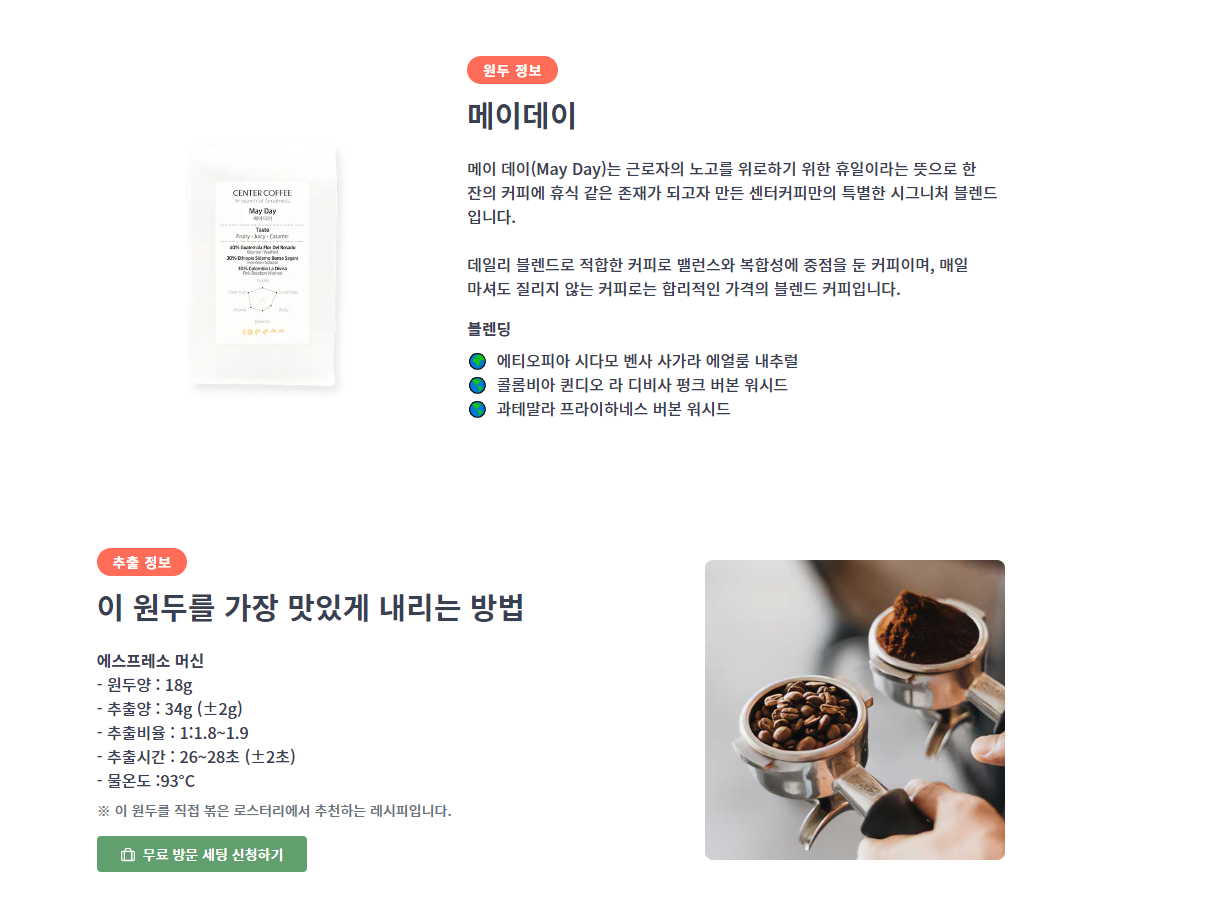 원두 정보
메이데이
메이 데이(May Day)는 근로자의 노고를 위로하기 위한 휴일이라는 뜻으로 한
잔의 커피에 휴식 같은 존재가 되고자 만든 센터커피만의 특별한 시그니처 블렌드
입니다.
데일리 블렌드로 적합한 커피로 밸런스와 복합성에 중점을 둔 커피이며, 매일
마셔도 질리지 않는 커피로는 합리적인 가격의 블렌드 커피입니다.
블렌딩
에티오피아 시다모 벤사 사가라 에얼룸 내추럴
콜롬비아 퀸디오 라 디비사 펑크 버본 워시드
과테말라 프라이하네스 버본 워시드
CENTER COFFEE
In search of Greatness
May Day
메이데이
Taste
Fruity · Juicy · Caramel
40% Guatemala Flor Del Rosario
Bourbon Washed
30% Ethiopia Sidamo Bensa Sagara
Heirloom Natural
30% Colombia La Divisa
Pink Bourbon Washed
추출 정보
이 원두를 가장 맛있게 내리는 방법
에스프레소 머신
- 원두양 : 18g
- 추출양 : 34g (±2g)
- 추출비율 : 1:1.8~1.9
- 추출시간 : 26~28초 (±2초)
- 물온도 :93°C
※ 이 원두를 직접 볶은 로스터리에서 추천하는 레시피입니다.
무료 방문 세팅 신청하기